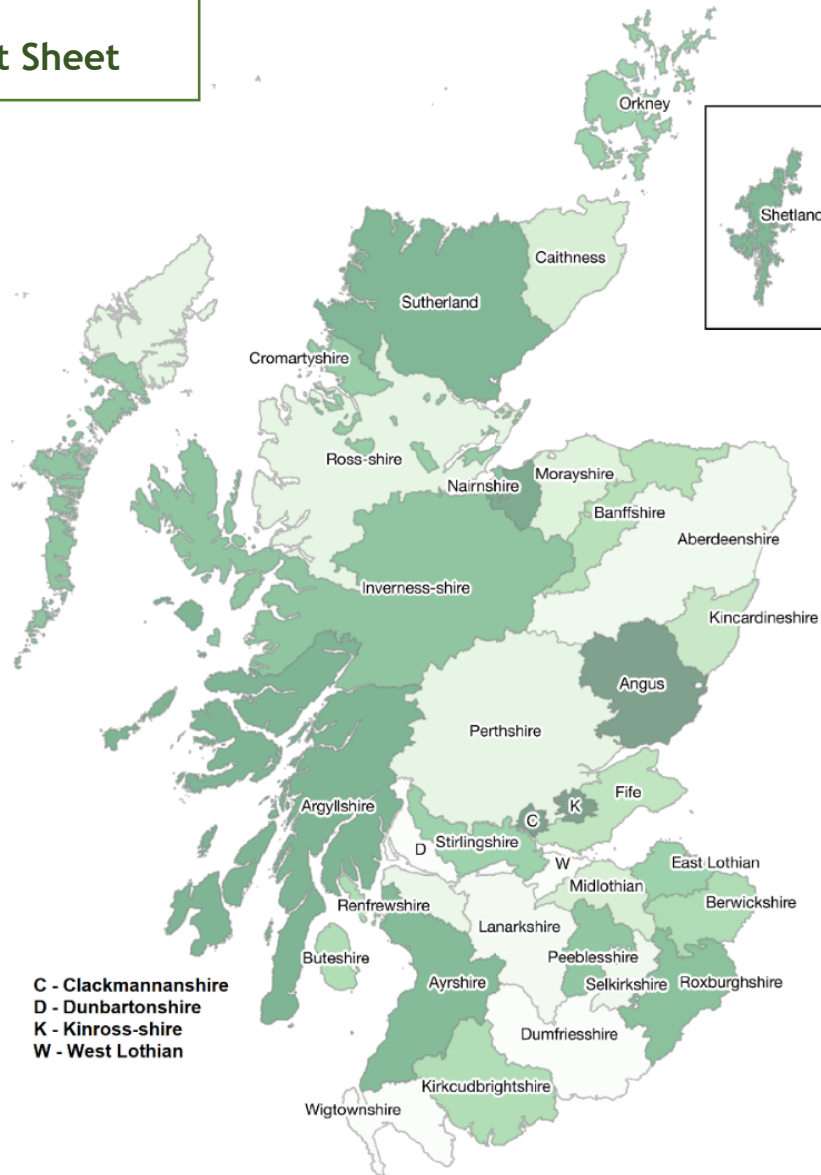 t Sheet
Orkney
Shetland
Caithness
Sutherland
Cromartyshire
Ross-shire
Nairnshire
Morayshire
Banffshire
Aberdeenshire
Inverness-shire
Kincardineshire
Angus
Perthshire
Fife
K
C
Argyllshire
Stirlingshire
D
W
East Lothian
Midlothian
Berwickshire
Renfrewshire
Lanarkshire
Peeblesshire
Buteshire
Selkirkshire
Roxburghshire
Ayrshire
C - Clackmannanshire
D - Dunbartonshire
K - Kinross-shire
W - West Lothian
Dumfriesshire
Kirkcudbrightshire
Wigtownshire